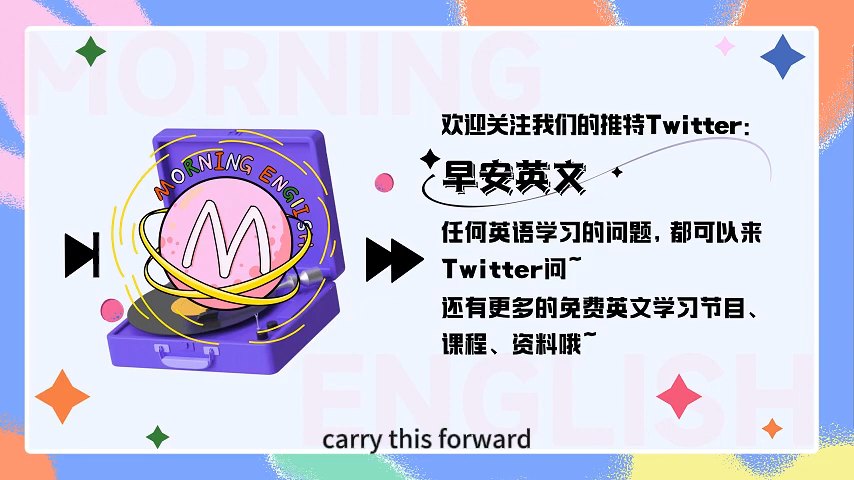 MORNING
欢迎关注我们的推特Twitter:
早安英文
MORNING ENGLISH
M
任何英语学习的问题，都可以来
Twitter问~
还有更多的免费英文学习节目、
课程、资料哦~
ENGLISH
carry this forward